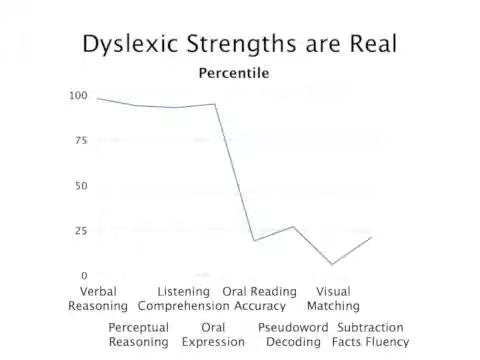 Dyslexic Strengths are Real
Percentile
100
75
50
25
0
Verbal Listening Oral Reading Visual
Reasoning Comprehension Accuracy Matching
Perceptual Oral Pseudoword Subtraction
Reasoning Expression Decoding Facts Fluency